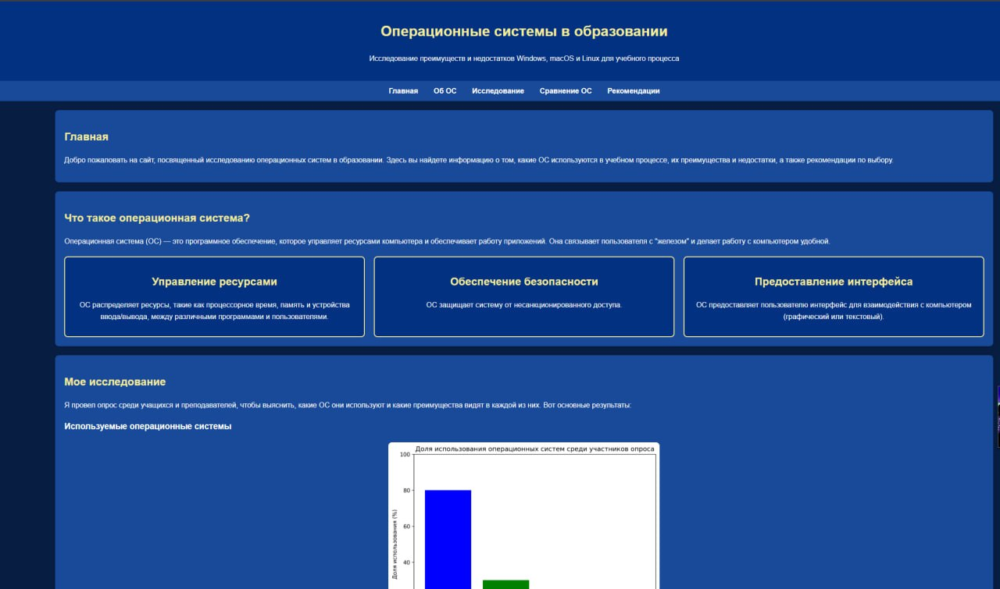 Операционные системы в образовании
Исследование преимуществ и недостатков Windows, macOS и Linux для учебного процесса
Главная Об ОС Исследование Сравнение ОС Рекомендации
Главная
Добро пожаловать на сайт, посвященный исследованию операционных систем в образовании. Здесь вы найдете информацию о том, какие ОС используются в учебном процессе, их преимущества и недостатки, а также рекомендации по выбору.
Что такое операционная система?
Операционная система (ОС) — это программное обеспечение, которое управляет ресурсами компьютера и обеспечивает работу приложений. Она связывает пользователя с "железом" и делает работу с компьютером удобной.
Управление ресурсами
ОС распределяет ресурсы, такие как процессорное время, память и устройства
ввода/вывода, между различными программами и пользователями.
Обеспечение безопасности
ОС защищает систему от несанкционированного доступа.
Предоставление интерфейса
ОС предоставляет пользователю интерфейс для взаимодействия с компьютером
(графический или текстовый).
Мое исследование
Я провел опрос среди учащихся и преподавателей, чтобы выяснить, какие ОС они используют и какие преимущества видят в каждой из них. Вот основные результаты:
Используемые операционные системы
Доля использования операционных систем среди участников опроса
100
80
60
40
Доля использования (%)